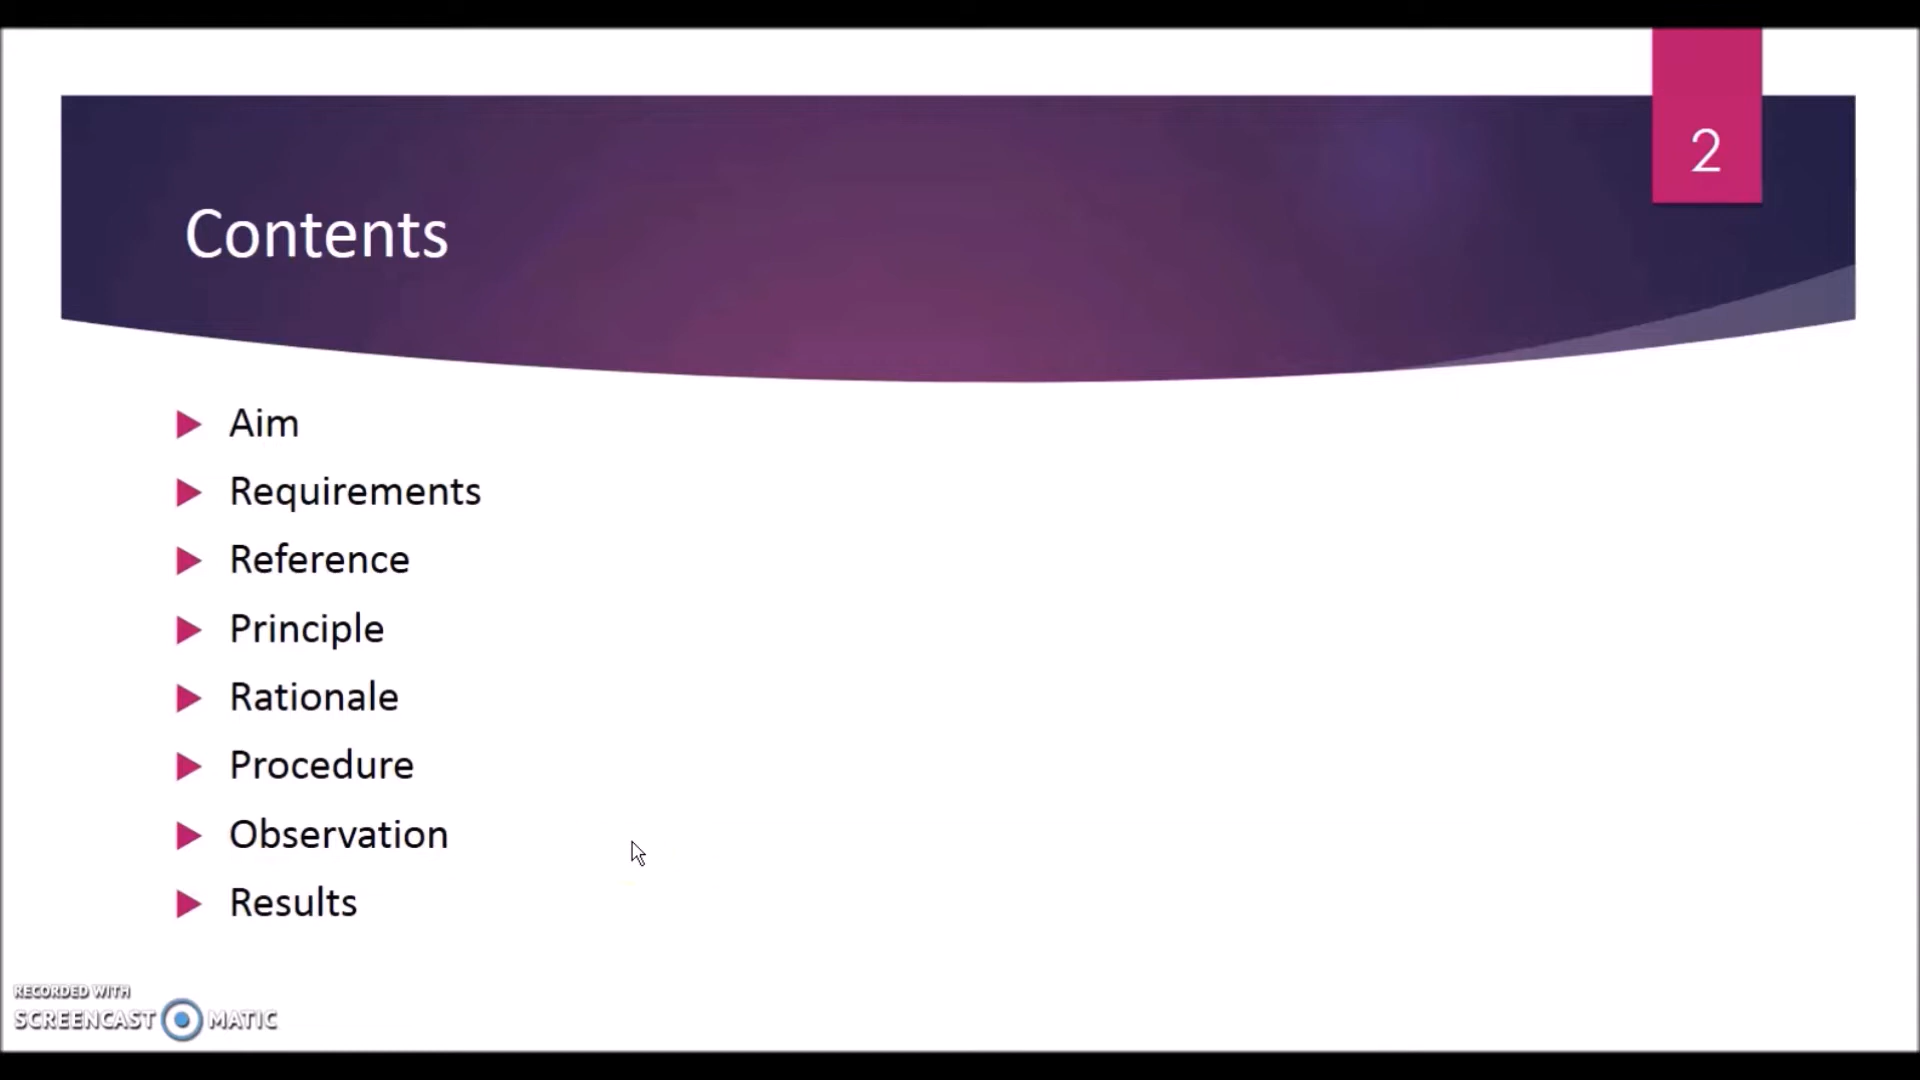 2
Contents
Aim
Requirements
Reference
Principle
Rationale
Procedure
Observation
Results
RECORDED WITH
SCREENCAST MATIC